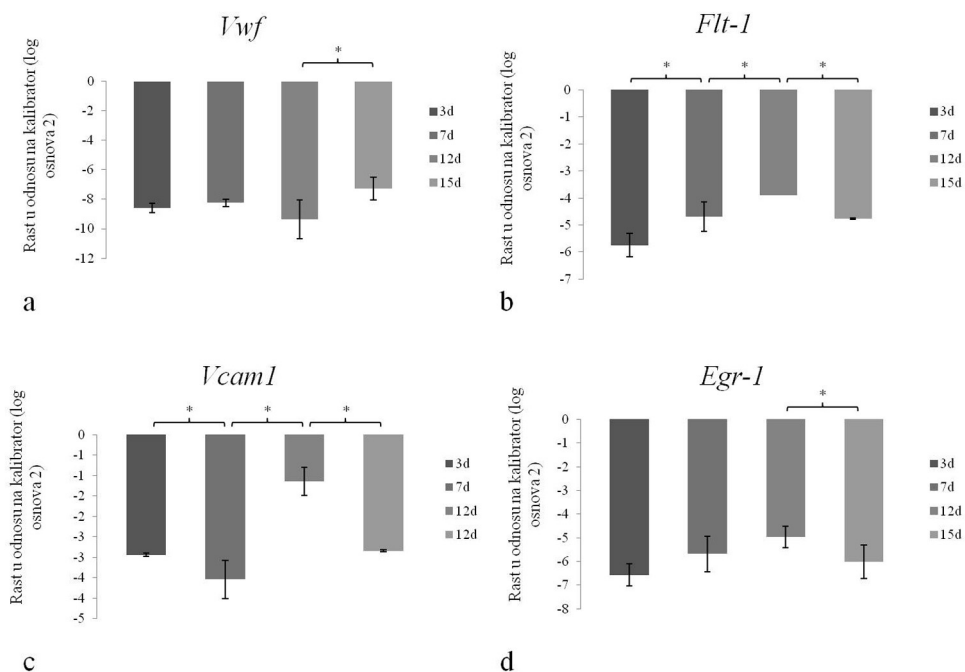 Vwf
*
Rast u odnosu na kalibrator (log
osnova 2)
0
-2
-4
-6
-8
-10
-12
3d
7d
12d
15d
a
Flt-1
* * *
Rast u odnosu na kalibrator (log
osnova 2)
0
-1
-2
-3
-4
-5
-6
-7
3d
7d
12d
15d
b
Vcam1
* * *
Rast u odnosu na kalibrator (log
osnova 2)
0
-1
-1
-2
-2
-3
-3
-4
-4
-5
3d
7d
12d
12d
c
Egr-1
*
Rast u odnosu na kalibrator (log
osnova 2)
0
-1
-2
-3
-4
-5
-6
-7
-8
3d
7d
12d
15d
d